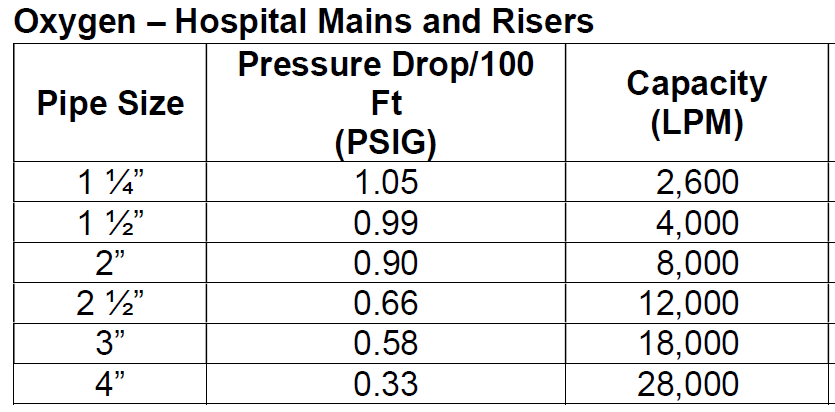 Oxygen – Hospital Mains and Risers
Pipe Size Pressure Drop/100 Ft (PSIG) Capacity (LPM)
1 ¼” 1.05 2,600
1 ½” 0.99 4,000
2” 0.90 8,000
2 ½” 0.66 12,000
3” 0.58 18,000
4” 0.33 28,000